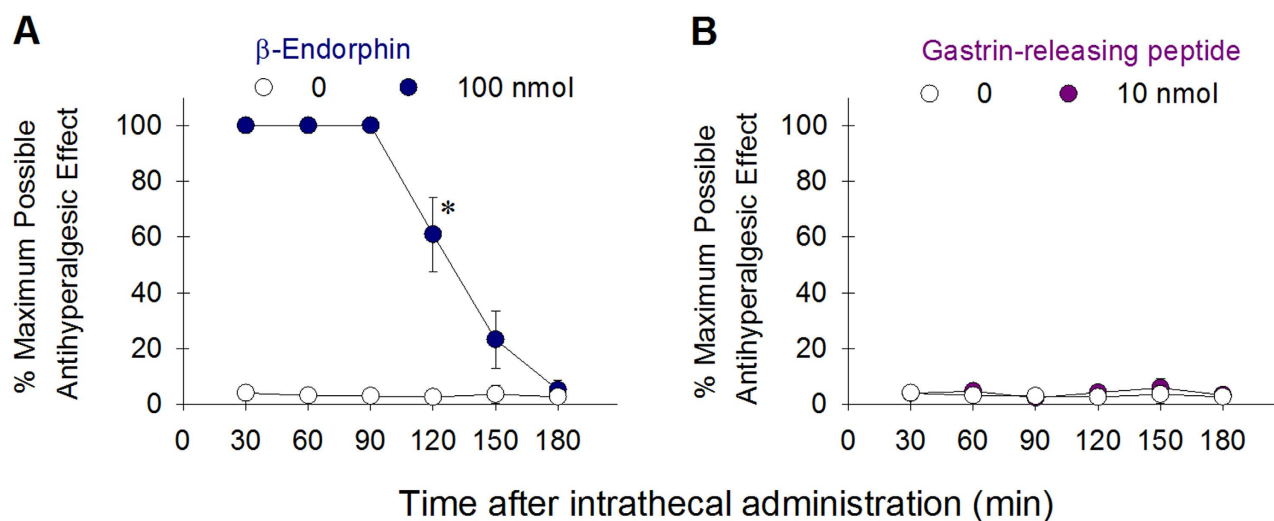 A
β-Endorphin
0 100 nmol
% Maximum Possible
Antihyperalgesic Effect
100
80
60
40
20
0
*
0 30 60 90 120 150 180
B
Gastrin-releasing peptide
0 10 nmol
% Maximum Possible
Antihyperalgesic Effect
100
80
60
40
20
0
0 30 60 90 120 150 180
Time after intrathecal administration (min)